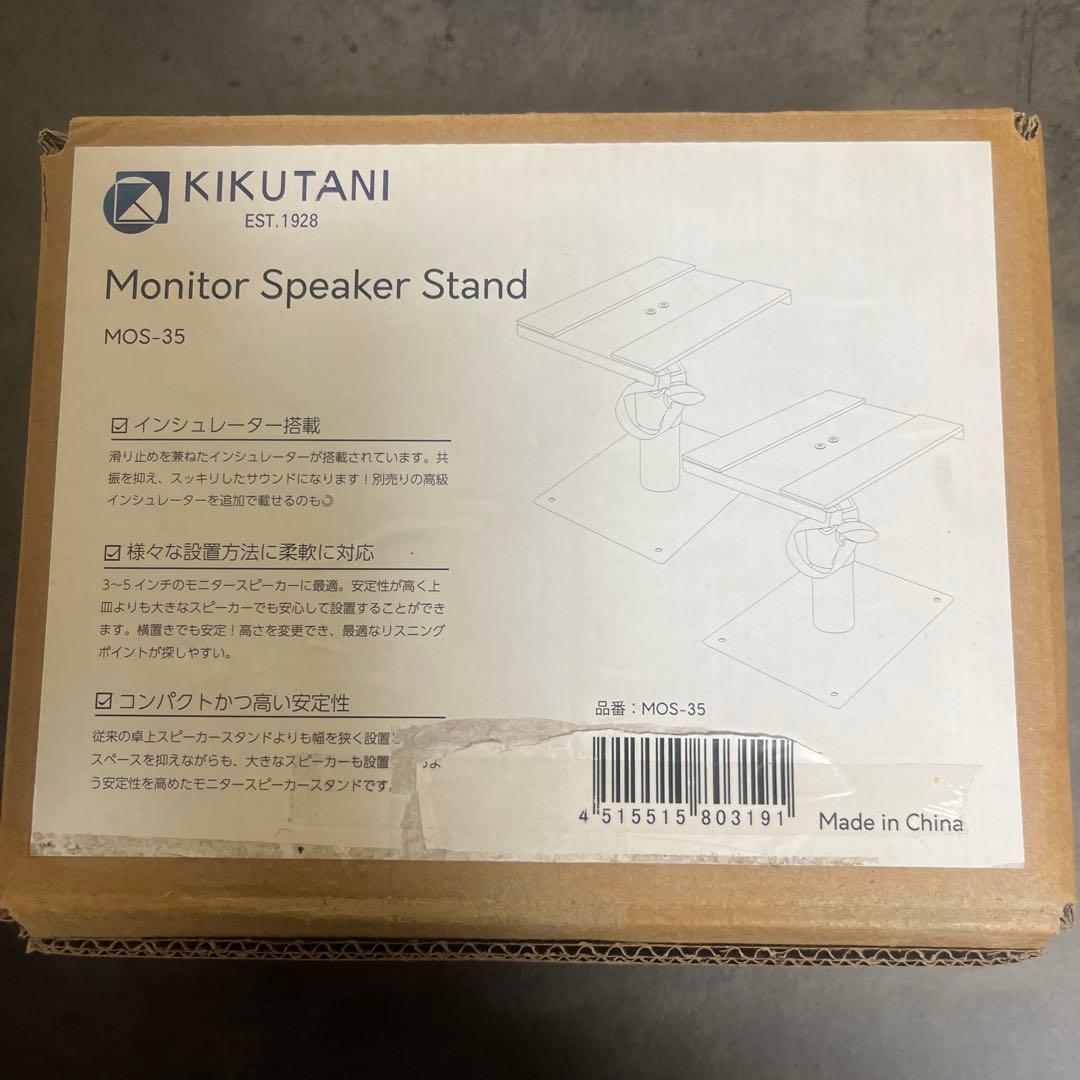 KIKUTANI
EST.1928
Monitor Speaker Stand
MOS-35
インシュレーター搭載
滑り止めを兼ねたインシュレーターが搭載されています。共
振を抑え、スッキリしたサウンドになります！別売りの高級
インシュレーターを追加で載せるのも◎
様々な設置方法に柔軟に対応
3〜5インチのモニタースピーカーに最適。安定性が高く上
皿よりも大きなスピーカーでも安心して設置することができ
ます。横置きでも安定！高さを変更でき、最適なリスニング
ポイントが探しやすい。
コンパクトかつ高い安定性
従来の卓上スピーカースタンドよりも幅を狭く設置
スペースを抑えながらも、大きなスピーカーも設置
う安定性を高めたモニタースピーカースタンドです。
品番：MOS-35
4 515515 803191
Made in China